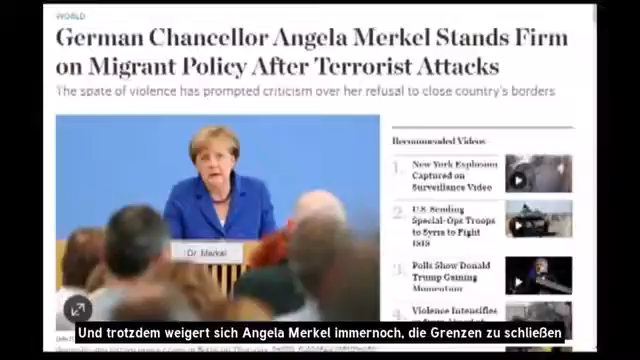 WORLD
German Chancellor Angela Merkel Stands Firm
on Migrant Policy After Terrorist Attacks
The spate of violence has prompted criticism over her refusal to close country's borders
Recommended Videos
1. New York Explosion
Captured on
Surveillance Video
2. U.S. Sending
Special-Ops Troops
to Syria to Fight
ISIS
3. Polls Show Donald
Trump Gaining
Momentum
4. Violence Intensifies
Dr. Merkel
Und trotzdem weigert sich Angela Merkel immernoch, die Grenzen zu schließen